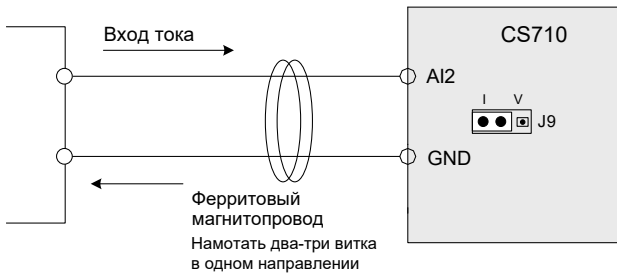 Вход тока
CS710
AI2
I V
J9
GND
Ферритовый
магнитопровод
Намотать два-три витка
в одном направлении